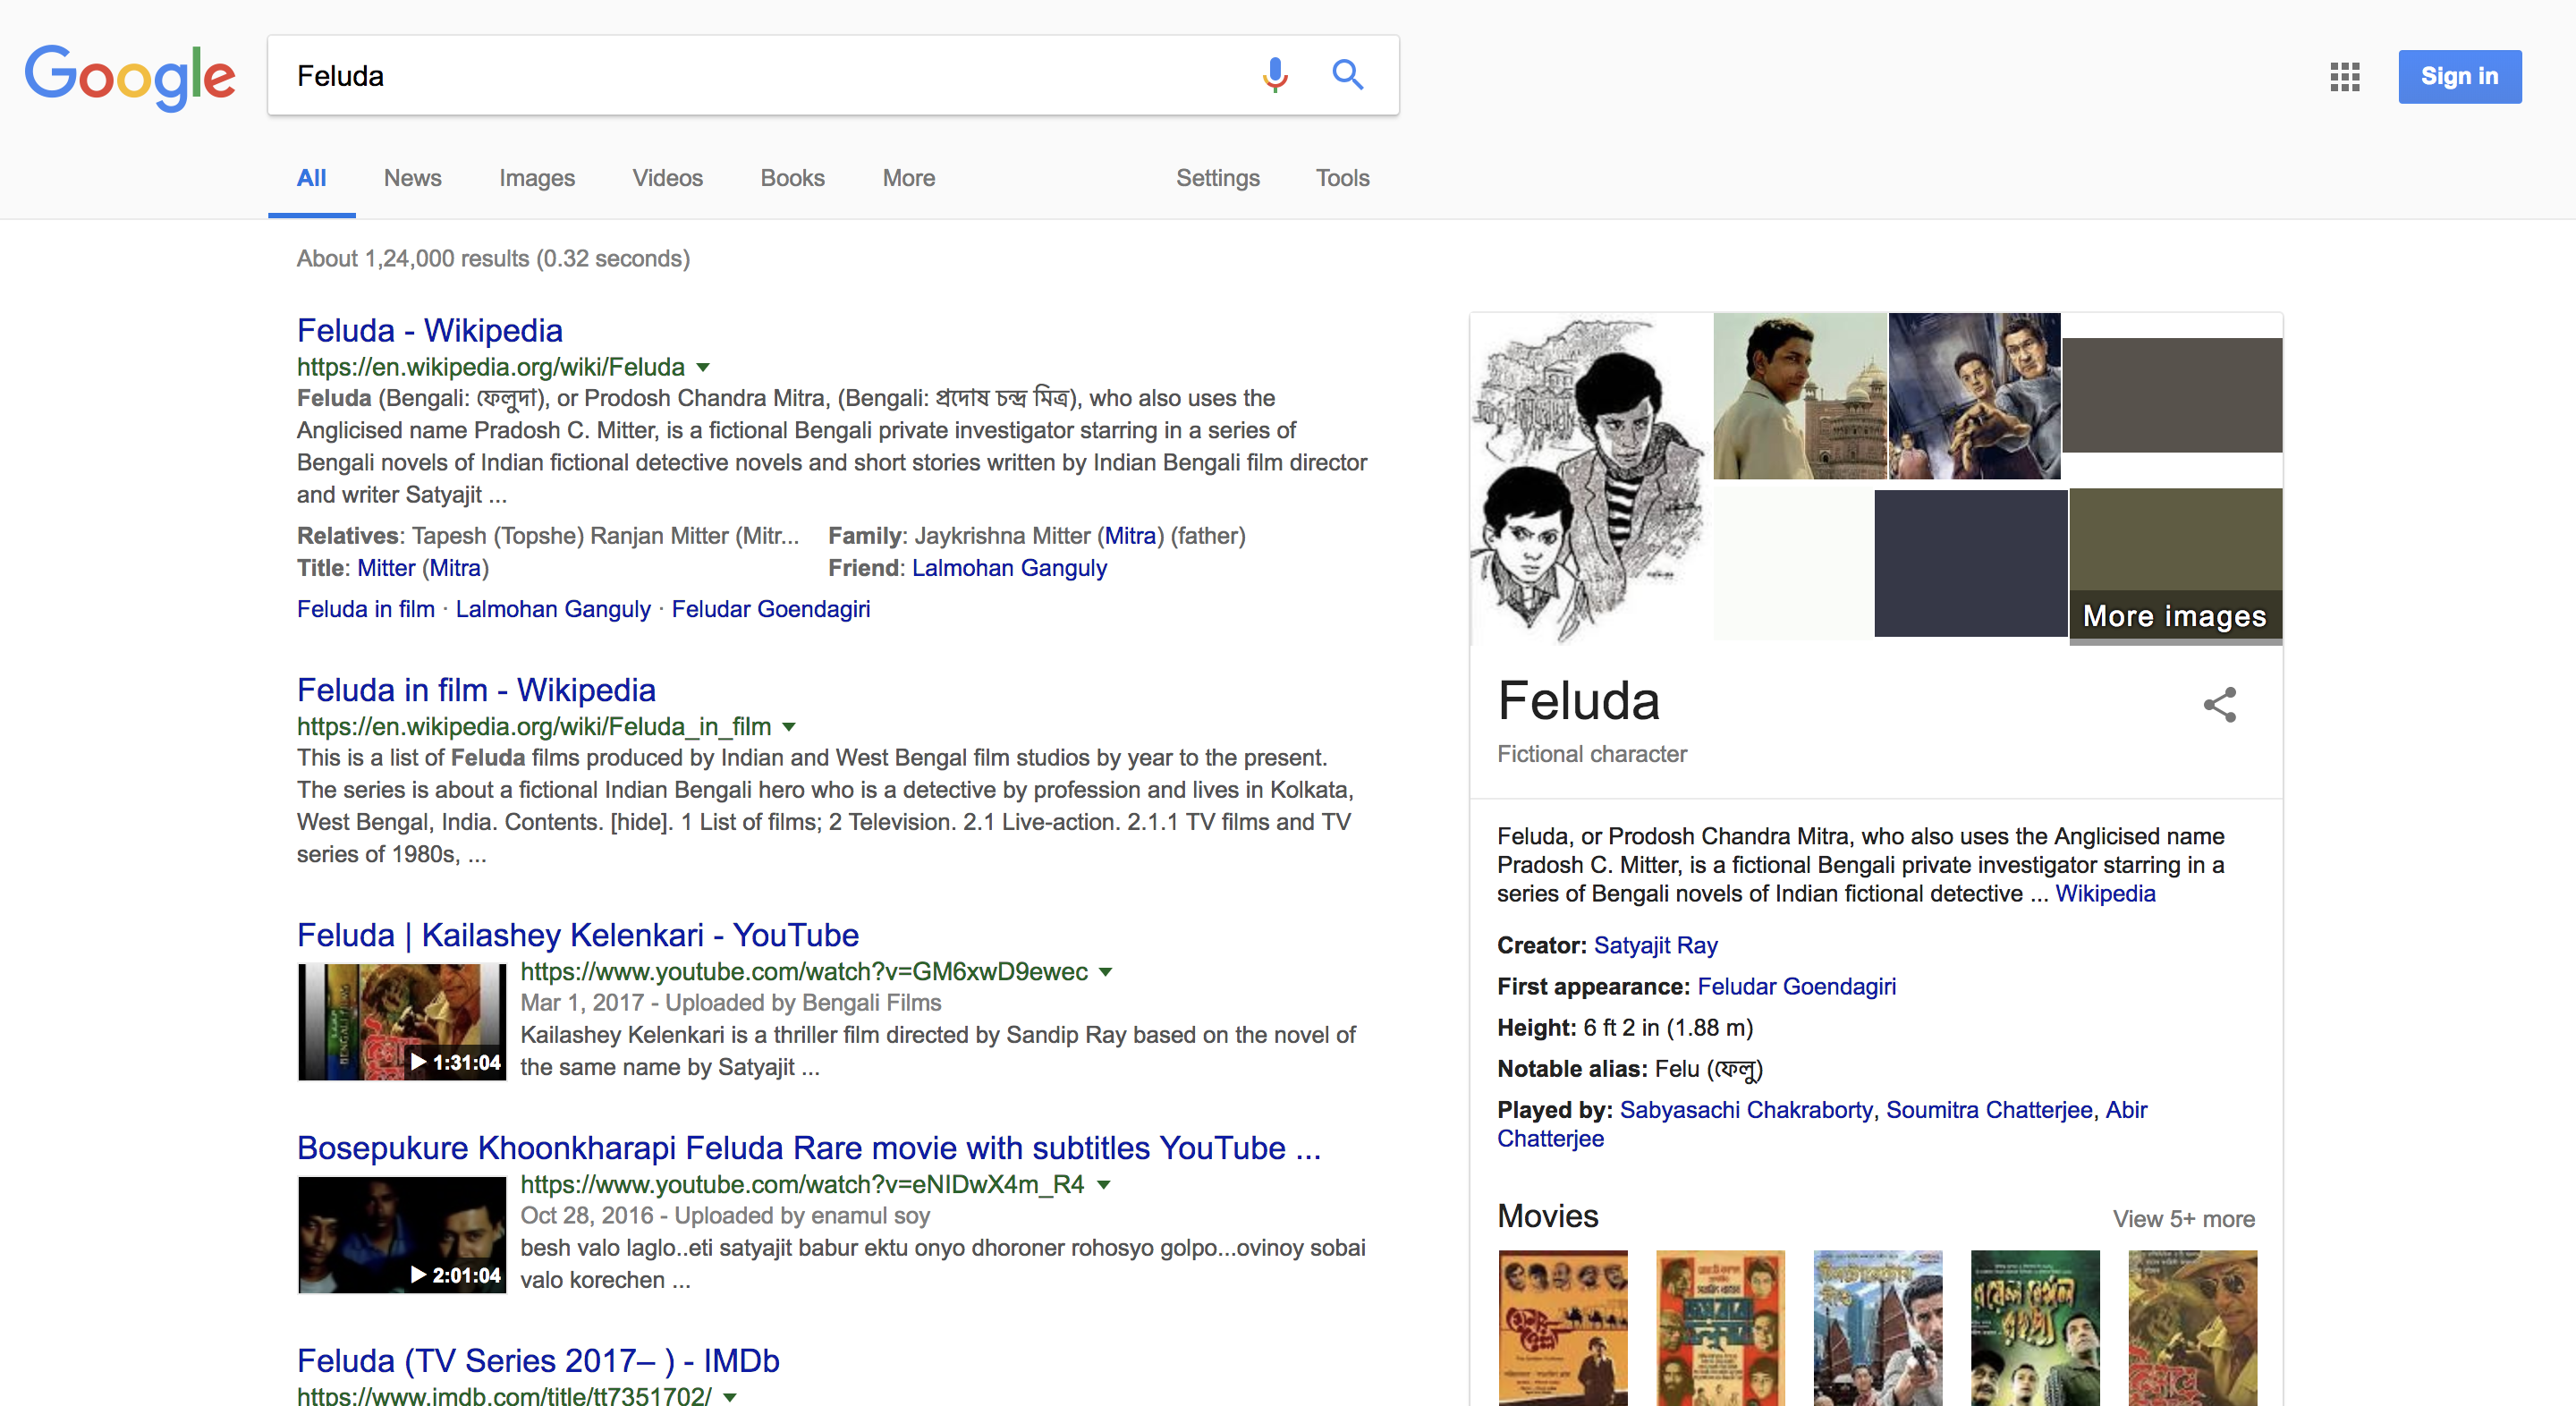 Google
Feluda
Sign in
All News Images Videos Books More Settings Tools
About 1,24,000 results (0.32 seconds)
Feluda - Wikipedia
https://en.wikipedia.org/wiki/Feluda
Feluda (Bengali: ফেলুদা), or Prodosh Chandra Mitra, (Bengali: প্রদোষ চন্দ্র মিত্র), who also uses the
Anglicised name Pradosh C. Mitter, is a fictional Bengali private investigator starring in a series of
Bengali novels of Indian fictional detective novels and short stories written by Indian Bengali film director
and writer Satyajit ...
Relatives: Tapesh (Topshe) Ranjan Mitter (Mitr... Family: Jaykrishna Mitter (Mitra) (father)
Title: Mitter (Mitra) Friend: Lalmohan Ganguly
Feluda in film · Lalmohan Ganguly · Feludar Goendagiri
Feluda in film - Wikipedia
https://en.wikipedia.org/wiki/Feluda_in_film
This is a list of Feluda films produced by Indian and West Bengal film studios by year to the present.
The series is about a fictional Indian Bengali hero who is a detective by profession and lives in Kolkata,
West Bengal, India. Contents. [hide]. 1 List of films; 2 Television. 2.1 Live-action. 2.1.1 TV films and TV
series of 1980s, ...
Feluda | Kailashey Kelenkari - YouTube
https://www.youtube.com/watch?v=GM6xwD9ewec
Mar 1, 2017 - Uploaded by Bengali Films
Kailashey Kelenkari is a thriller film directed by Sandip Ray based on the novel of
the same name by Satyajit ...
1:31:04
Bosepukure Khoonkharapi Feluda Rare movie with subtitles YouTube ...
https://www.youtube.com/watch?v=eNIDwX4m_R4
Oct 28, 2016 - Uploaded by enamul soy
besh valo laglo..eti satyajit babur ektu onyo dhoroner rohosyo golpo...ovinoy sobai
valo korechen ...
2:01:04
Feluda (TV Series 2017– ) - IMDb
https://www.imdb.com/title/tt7351702/
More images
Feluda
Fictional character
Feluda, or Prodosh Chandra Mitra, who also uses the Anglicised name
Pradosh C. Mitter, is a fictional Bengali private investigator starring in a
series of Bengali novels of Indian fictional detective ... Wikipedia
Creator: Satyajit Ray
First appearance: Feludar Goendagiri
Height: 6 ft 2 in (1.88 m)
Notable alias: Felu (ফেলু)
Played by: Sabyasachi Chakraborty, Soumitra Chatterjee, Abir
Chatterjee
Movies
View 5+ more